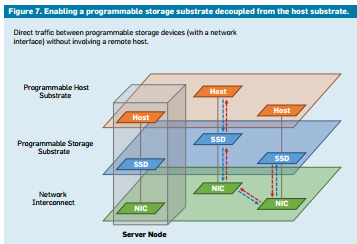 Figure 7. Enabling a programmable storage substrate decoupled from the host substrate.
Direct traffic between programmable storage devices (with a network
interface) without involving a remote host.
Programmable Host
Substrate
Host
Host
Host
Programmable Storage
Substrate
SSD
SSD
SSD
Network
Interconnect
NIC
NIC
NIC
Server Node